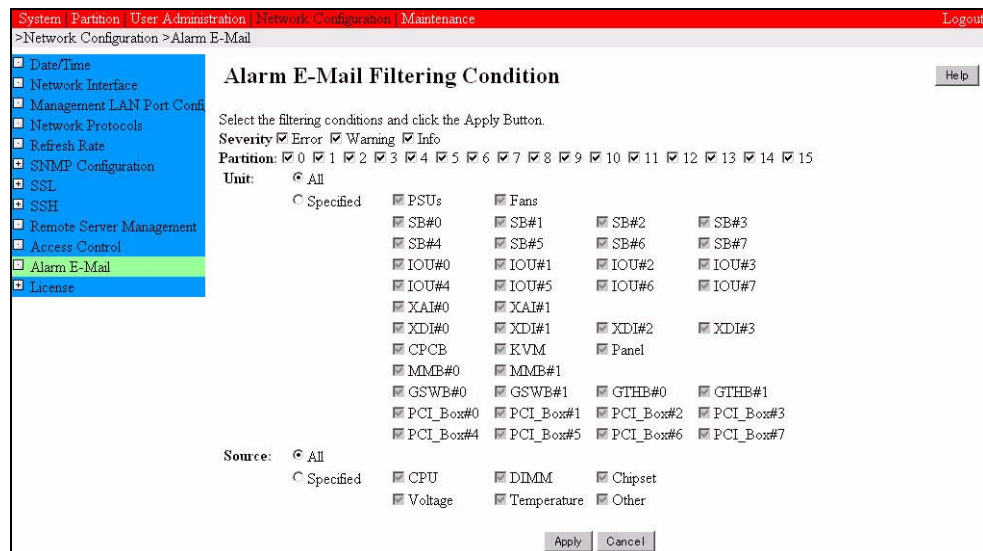 System | Partition | User Administration | Network Configuration | Maintenance Logout
>Network Configuration >Alarm E-Mail
Date/Time
Network Interface
Management LAN Port Confi
Network Protocols
Refresh Rate
SNMP Configuration
SSL
SSH
Remote Server Management
Access Control
Alarm E-Mail
License
Alarm E-Mail Filtering Condition
Help
Select the filtering conditions and click the Apply Button.
Severity Error Warning Info
Partition: 0 1 2 3 4 5 6 7 8 9 10 11 12 13 14 15
Unit: All
Specified PSUs Fans
SB#0 SB#1 SB#2 SB#3
SB#4 SB#5 SB#6 SB#7
IOU#0 IOU#1 IOU#2 IOU#3
IOU#4 IOU#5 IOU#6 IOU#7
XAI#0 XAI#1
XDI#0 XDI#1 XDI#2 XDI#3
CPCB KVM Panel
MMB#0 MMB#1
GSWB#0 GSWB#1 GTHB#0 GTHB#1
PCI_Box#0 PCI_Box#1 PCI_Box#2 PCI_Box#3
PCI_Box#4 PCI_Box#5 PCI_Box#6 PCI_Box#7
Source: All
Specified CPU DIMM Chipset
Voltage Temperature Other
Apply Cancel